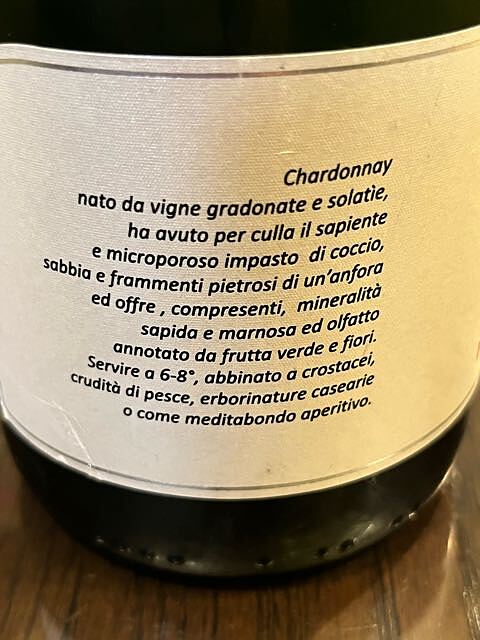 Chardonnay
nato da vigne gradonate e solatìe,
ha avuto per culla il sapiente
e microporoso impasto di coccio,
sabbia e frammenti pietrosi di un'anfora
ed offre , compresenti, mineralità
sapida e marnosa ed olfatto
annotato da frutta verde e fiori.
Servire a 6-8°, abbinato a crostacei,
crudità di pesce, erborinature casearie
o come meditabondo aperitivo.